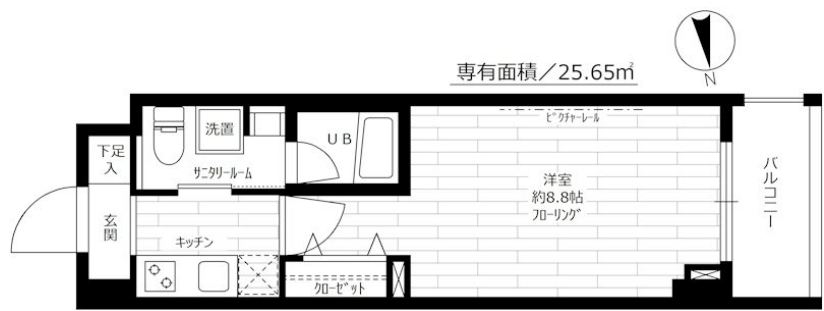 専有面積／25.65㎡
N
ピクチャーレール
洗置
UB
下足
入
サニタリールーム
洋室
約8.8帖
フローリング
バルコニー
玄関
キッチン
クローゼット